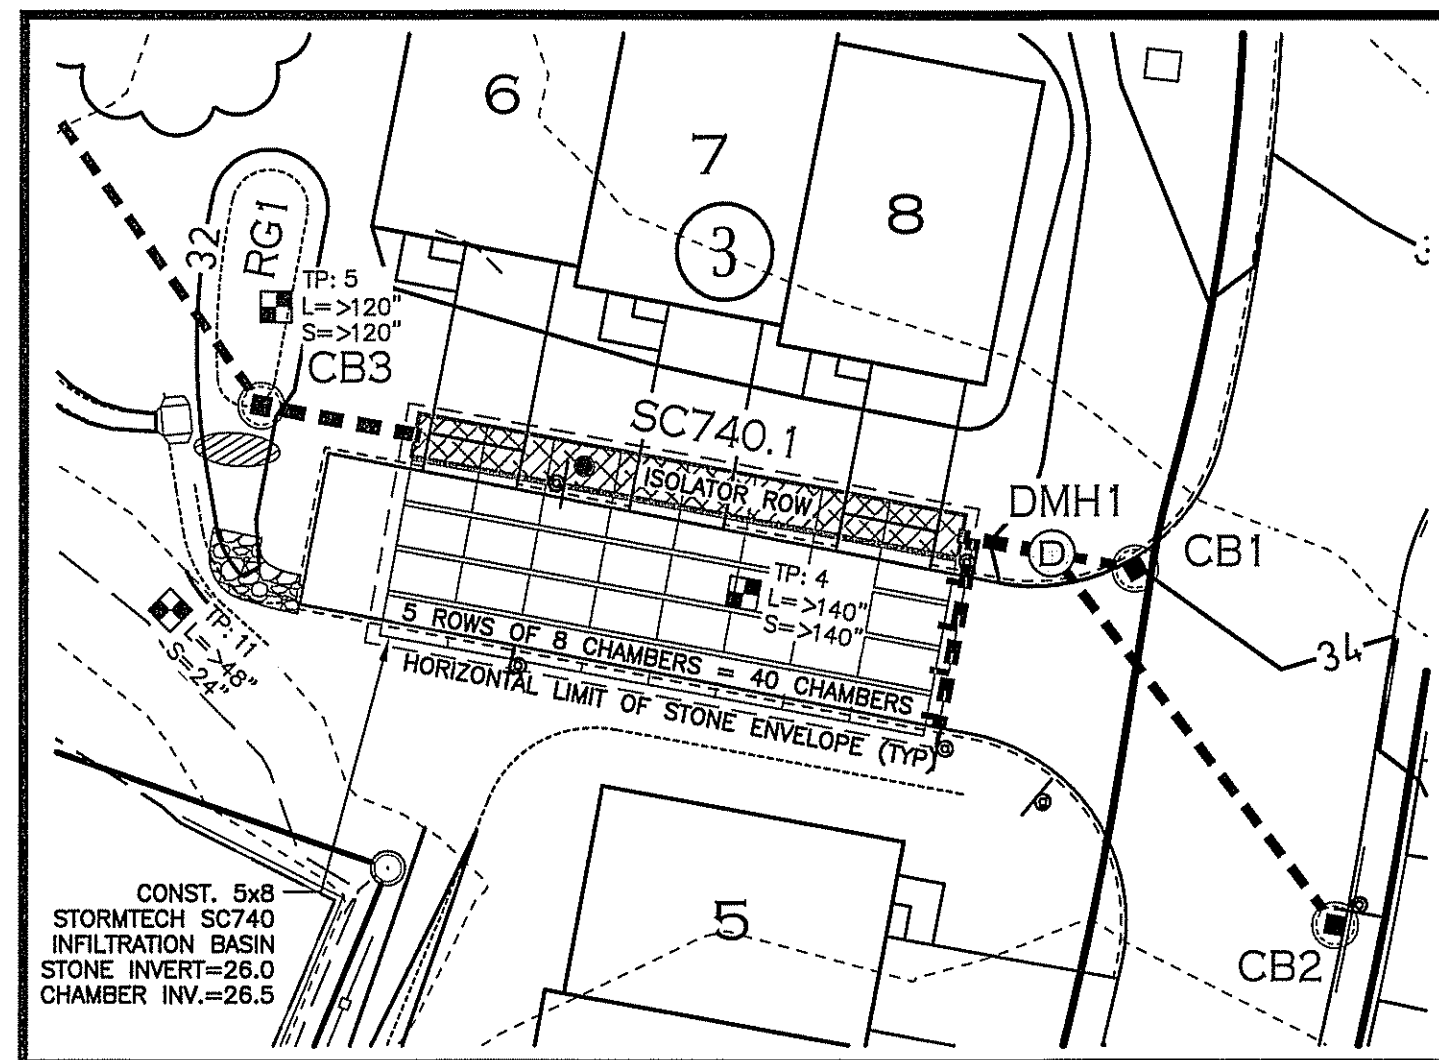 6
7
8
3
32
RG1
TP: 5
L=>120"
S=>120"
CB3
SC740.1
ISOLATOR ROW
DMH1
D
CB1
TP: 4
L=>140"
S=>140"
34
TP: 11
L=>48"
S=24"
5 ROWS OF 8 CHAMBERS = 40 CHAMBERS
HORIZONTAL LIMIT OF STONE ENVELOPE (TYP)
CONST. 5x8
STORMTECH SC740
INFILTRATION BASIN
STONE INVERT=26.0
CHAMBER INV.=26.5
5
CB2